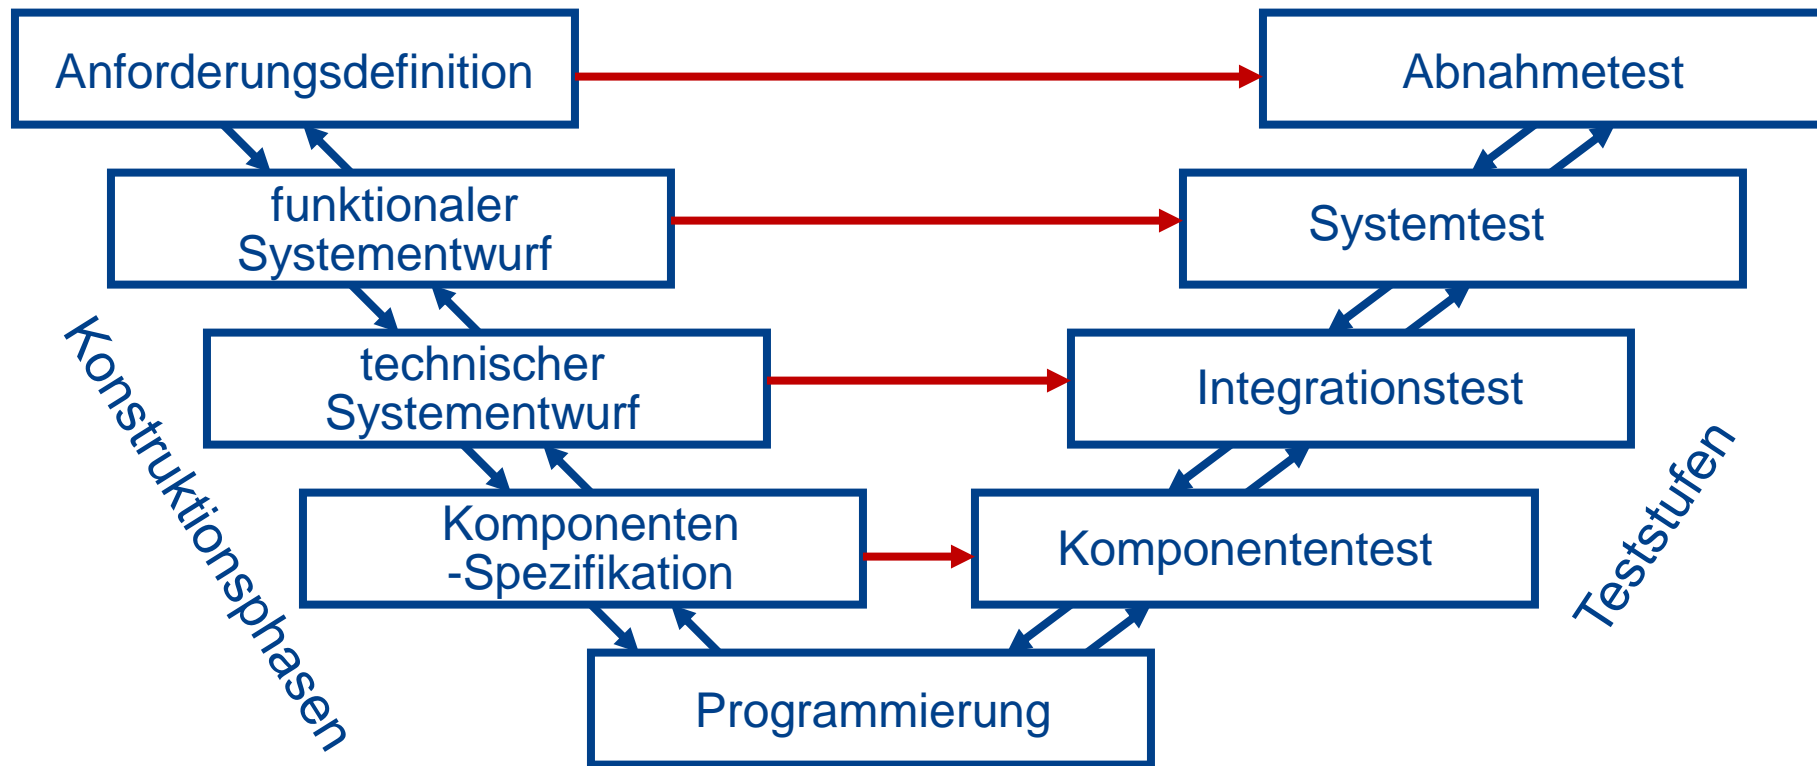 Anforderungsdefinition
Abnahmetest
funktionaler
Systementwurf
Systemtest
technischer
Systementwurf
Integrationstest
Komponenten
-Spezifikation
Komponententest
Programmierung
Konstruktionsphasen
Teststufen